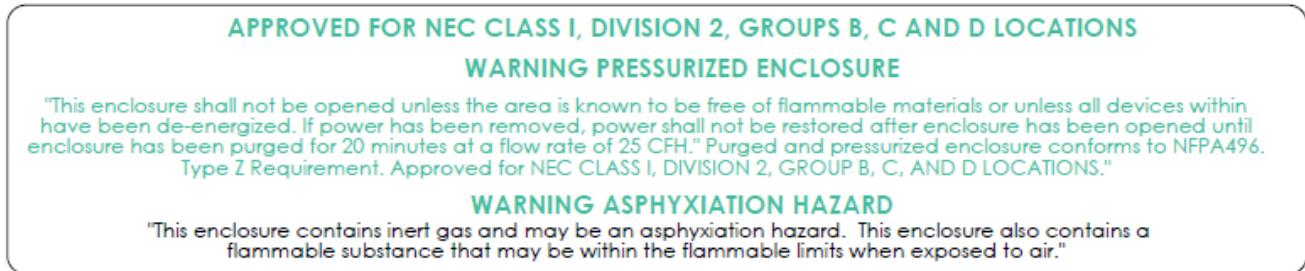 APPROVED FOR NEC CLASS I, DIVISION 2, GROUPS B, C AND D LOCATIONS
WARNING PRESSURIZED ENCLOSURE
"This enclosure shall not be opened unless the area is known to be free of flammable materials or unless all devices within
have been de-energized. If power has been removed, power shall not be restored after enclosure has been opened until
enclosure has been purged for 20 minutes at a flow rate of 25 CFH." Purged and pressurized enclosure conforms to NFPA496.
Type Z Requirement. Approved for NEC CLASS I, DIVISION 2, GROUP B, C, AND D LOCATIONS."
WARNING ASPHYXIATION HAZARD
"This enclosure contains inert gas and may be an asphyxiation hazard. This enclosure also contains a
flammable substance that may be within the flammable limits when exposed to air."